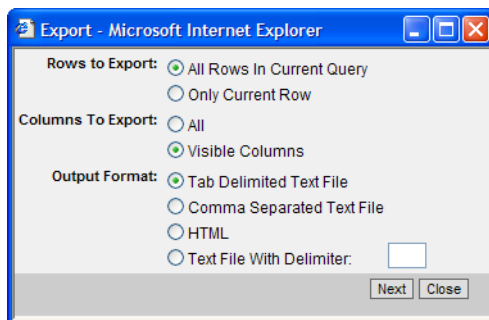 Export - Microsoft Internet Explorer
Rows to Export: All Rows In Current Query
Only Current Row
Columns To Export: All
Visible Columns
Output Format: Tab Delimited Text File
Comma Separated Text File
HTML
Text File With Delimiter:
Next Close